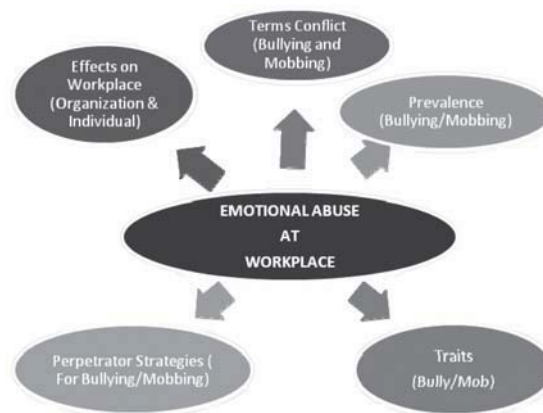 Terms Conflict
(Bullying and
Mobbing)
Effects on
Workplace
(Organization &
Individual)
Prevalence
(Bullying/Mobbing)
EMOTIONAL ABUSE
AT
WORKPLACE
Perpetrator Strategies (
For Bullying/Mobbing)
Traits
(Bully/Mob)